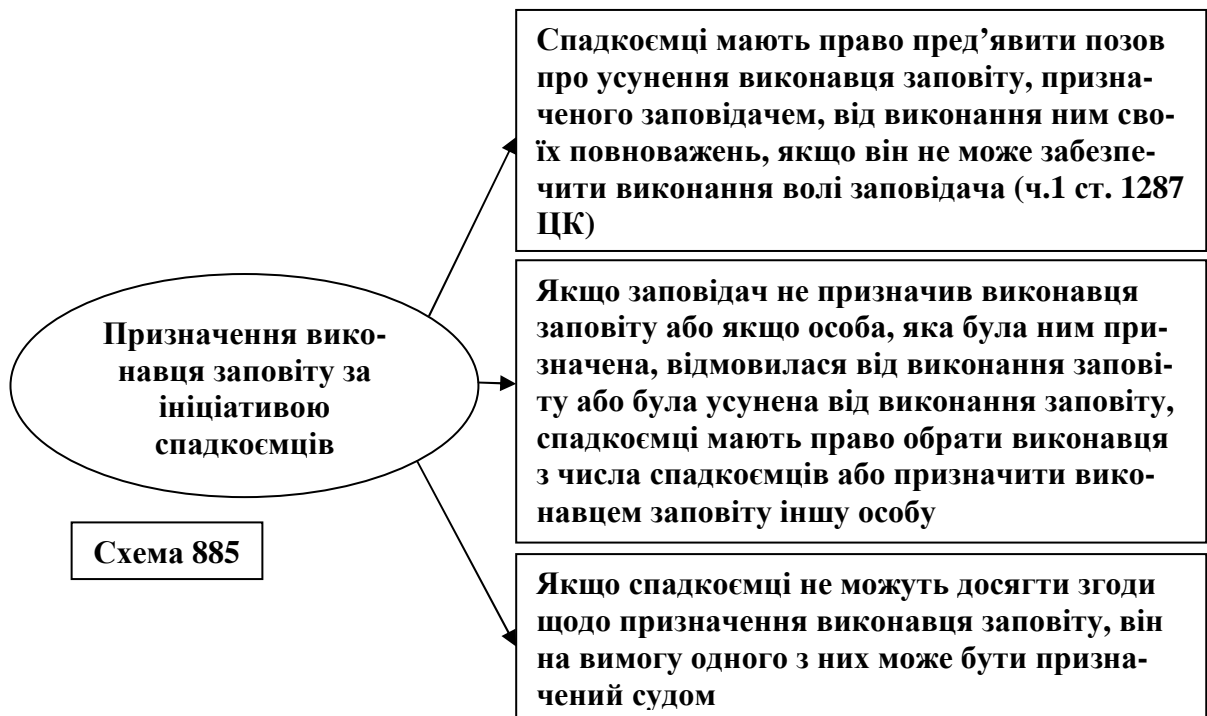 Спадкоємці мають право пред’явити позов
про усунення виконавця заповіту, призна-
ченого заповідачем, від виконання ним сво-
їх повноважень, якщо він не може забезпе-
чити виконання волі заповідача (ч.1 ст. 1287
ЦК)
Призначення вико-
навця заповіту за
ініціативою
спадкоємців
Якщо заповідач не призначив виконавця
заповіту або якщо особа, яка була ним при-
значена, відмовилася від виконання запові-
ту або була усунена від виконання заповіту,
спадкоємці мають право обрати виконавця
з числа спадкоємців або призначити вико-
навцем заповіту іншу особу
Схема 885
Якщо спадкоємці не можуть досягти згоди
щодо призначення виконавця заповіту, він
на вимогу одного з них може бути призна-
чений судом